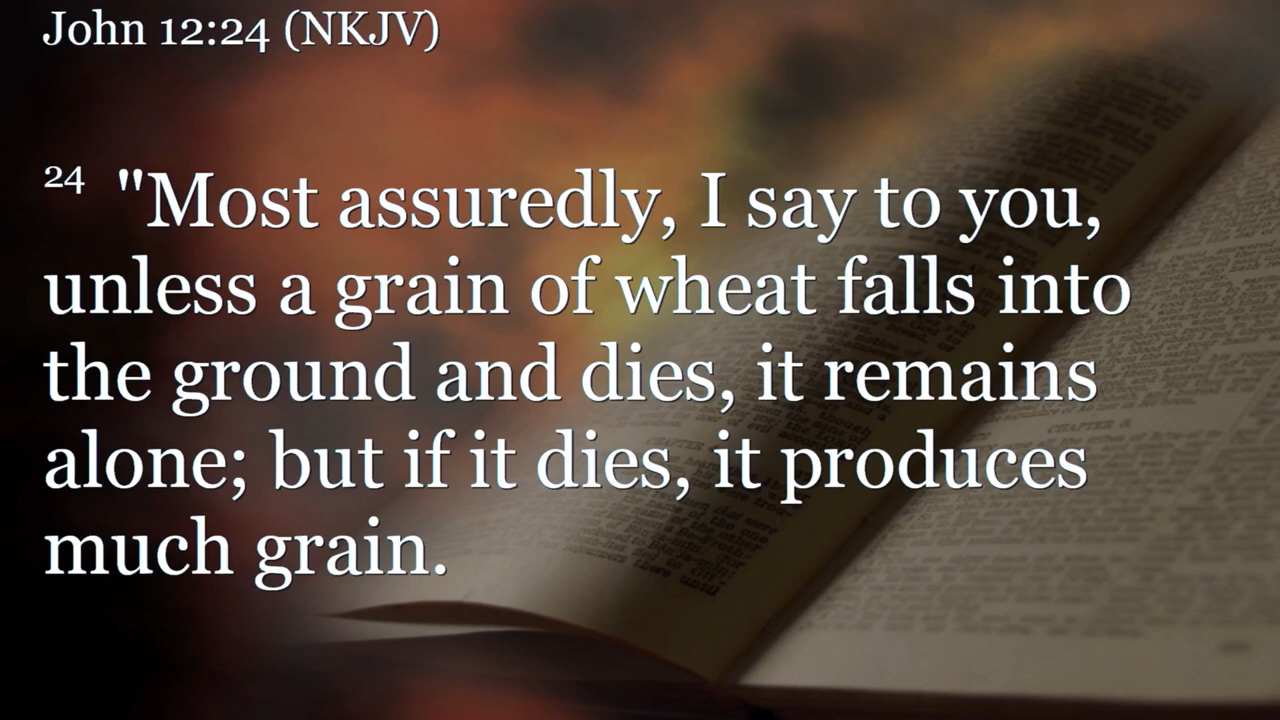 John 12:24 (NKJV)
24 "Most assuredly, I say to you,
unless a grain of wheat falls into
the ground and dies, it remains
alone; but if it dies, it produces
much grain.